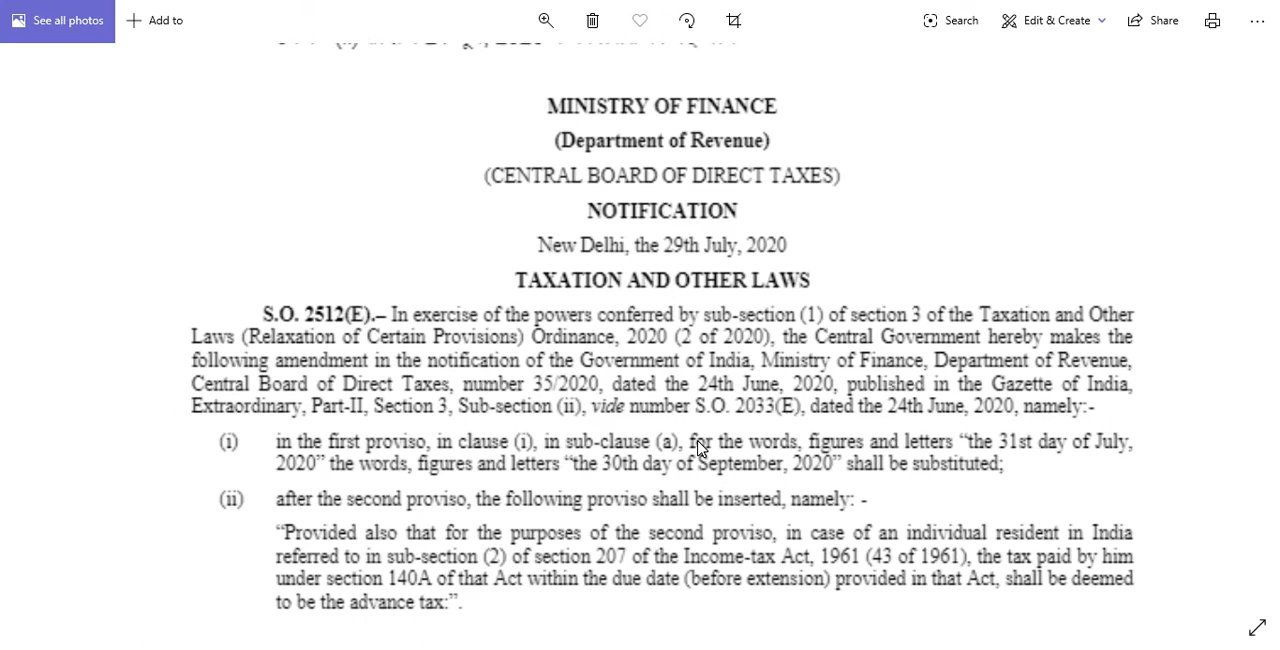 See all photos
Add to
Search
Edit & Create
Share
MINISTRY OF FINANCE
(Department of Revenue)
(CENTRAL BOARD OF DIRECT TAXES)
NOTIFICATION
New Delhi, the 29th July, 2020
TAXATION AND OTHER LAWS
S.O. 2512(E).– In exercise of the powers conferred by sub-section (1) of section 3 of the Taxation and Other
Laws (Relaxation of Certain Provisions) Ordinance, 2020 (2 of 2020), the Central Government hereby makes the
following amendment in the notification of the Government of India, Ministry of Finance, Department of Revenue,
Central Board of Direct Taxes, number 35/2020, dated the 24th June, 2020, published in the Gazette of India,
Extraordinary, Part-II, Section 3, Sub-section (ii), vide number S.O. 2033(E), dated the 24th June, 2020, namely:-
(i) in the first proviso, in clause (i), in sub-clause (a), for the words, figures and letters “the 31st day of July,
2020” the words, figures and letters “the 30th day of September, 2020” shall be substituted;
(ii) after the second proviso, the following proviso shall be inserted, namely: -
“Provided also that for the purposes of the second proviso, in case of an individual resident in India
referred to in sub-section (2) of section 207 of the Income-tax Act, 1961 (43 of 1961), the tax paid by him
under section 140A of that Act within the due date (before extension) provided in that Act, shall be deemed
to be the advance tax:”.